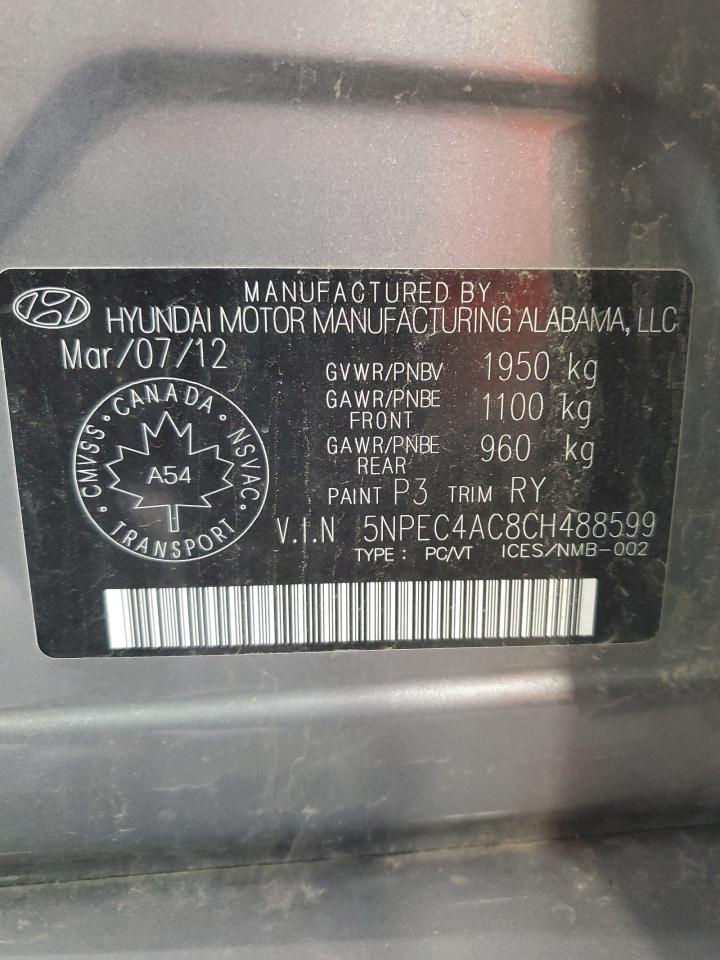 MANUFACTURED BY
HYUNDAI MOTOR MANUFACTURING ALABAMA, LLC
Mar/07/12
GVWR/PNBV 1950 kg
GAWR/PNBE FRONT 1100 kg
GAWR/PNBE REAR 960 kg
PAINT P3 TRIM RY
CANADA · NSVAC · TRANSPORT · CMVSS ·
A54
V.I.N 5NPEC4AC8CH488599
TYPE : PC/VT ICES/NMB-002